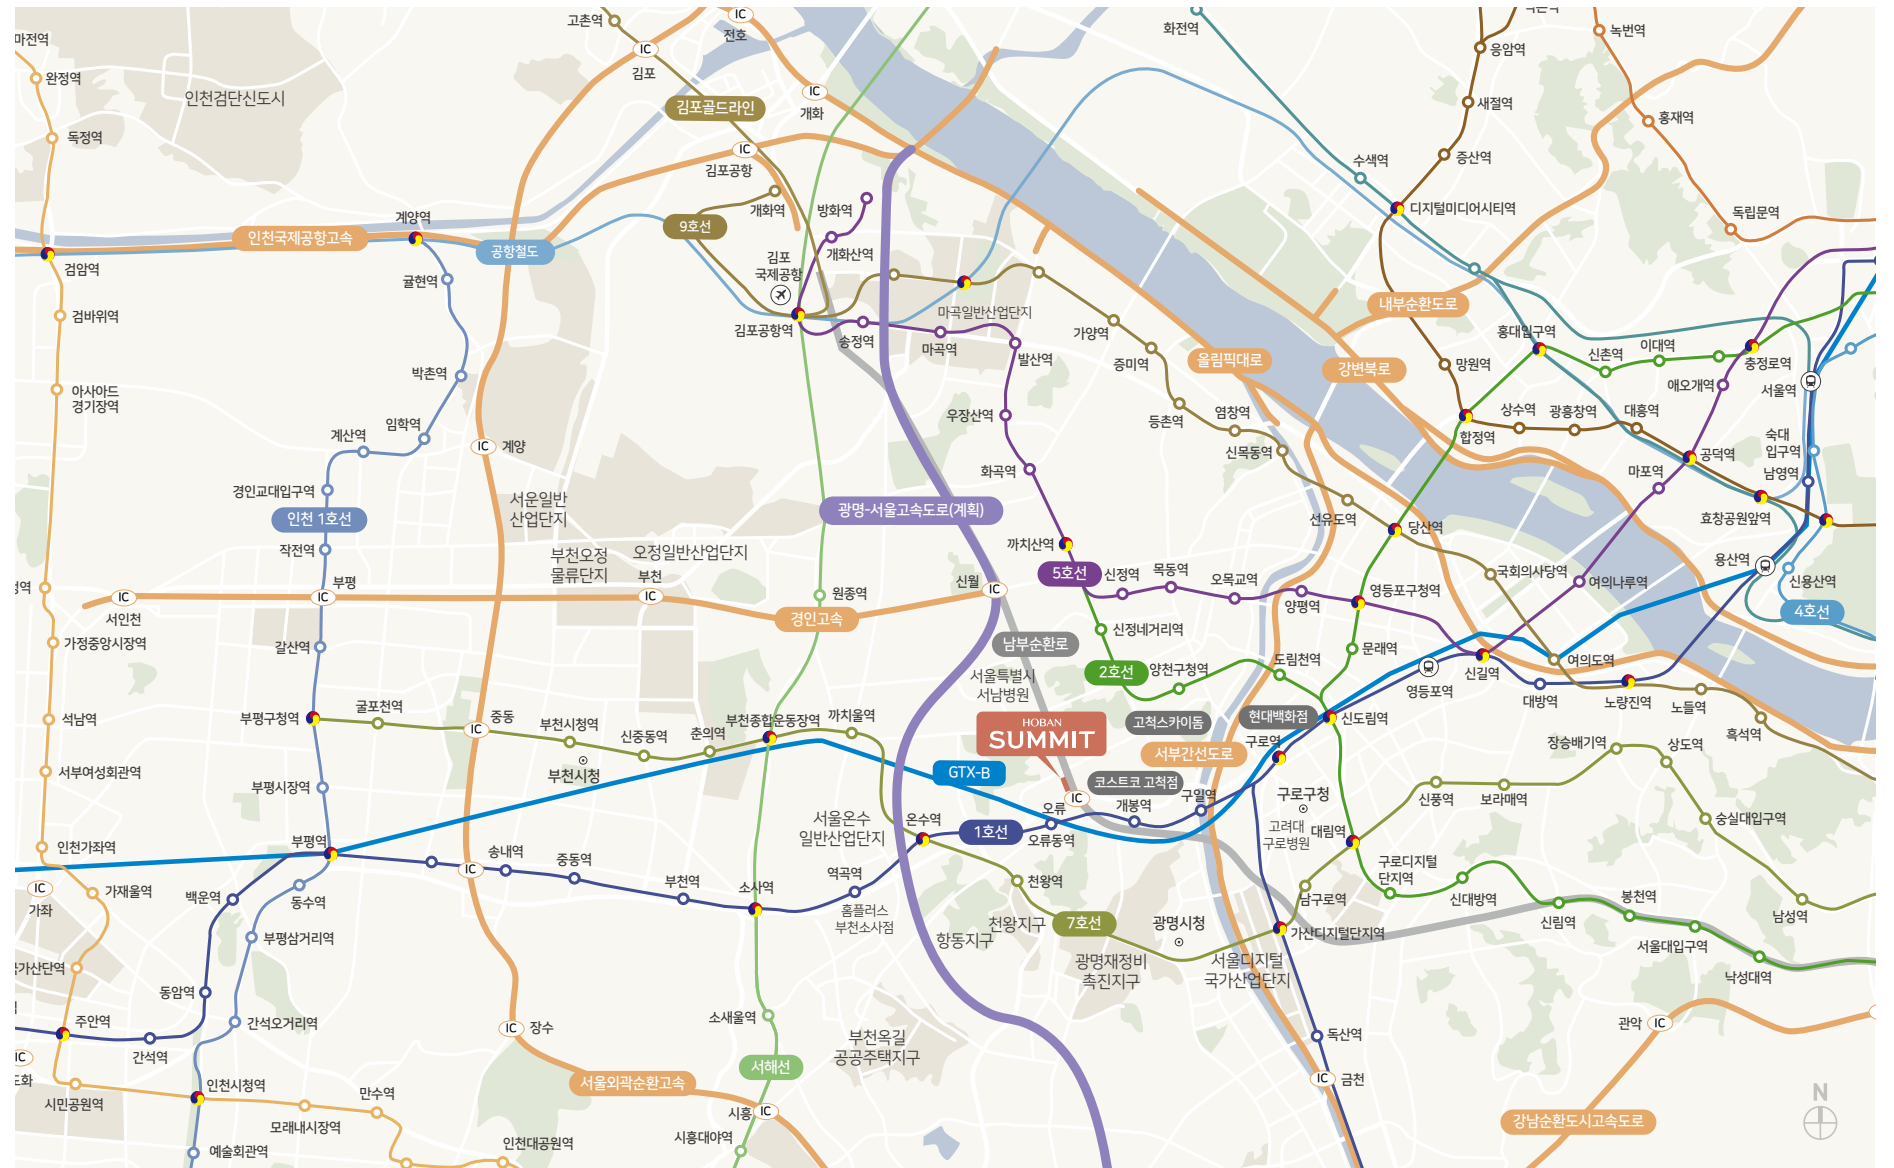 마전역
완정역
인천검단신도시
독정역
고촌역
IC
김포
IC
전호
김포골드라인
IC
개화
IC
김포공항
화전역
응암역
녹번역
새절역
홍재역
증산역
수색역
디지털미디어시티역
독립문역
계양역
인천국제공항고속
공항철도
9호선
개화역
방화역
개화산역
김포
국제공항
김포공항역
검암역
귤현역
검바위역
송정역
마곡역
마곡일반산업단지
발산역
가양역
증미역
올림픽대로
강변북로
내부순환도로
망원역
홍대입구역
신촌역
이대역
충정로역
애오개역
서울역
박촌역
아시아드
경기장역
임학역
계산역
IC
계양
우장산역
등촌역
염창역
신목동역
합정역
상수역
광흥창역
대흥역
숙대
입구역
남영역
공덕역
마포역
효창공원앞역
경인교대입구역
인천 1호선
작전역
서운일반
산업단지
부천오정
물류단지
오정일반산업단지
광명-서울고속도로(계획)
화곡역
까치산역
5호선
선유도역
당산역
국회의사당역
여의나루역
용산역
신용산역
4호선
IC
서인천
IC
부평
IC
부천
원종역
경인고속
IC
신월
신정역
목동역
오목교역
양평역
영등포구청역
가정중앙시장역
갈산역
남부순환로
서울특별시
서남병원
신정네거리역
2호선
양천구청역
도림천역
문래역
영등포역
신길역
여의도역
대방역
노량진역
노들역
흑석역
석남역
부평구청역
굴포천역
IC
중동
부천시청역
부천시청
신중동역
춘의역
부천종합운동장역
까치울역
HOBAN
SUMMIT
고척스카이돔
현대백화점
서부간선도로
구로역
신도림역
장승배기역
상도역
서부여성회관역
부평시장역
GTX-B
코스트코 고척점
IC
오류
오류동역
개봉역
구일역
구로구청
고려대
구로병원
대림역
신풍역
보라매역
숭실대입구역
인천가좌역
부평역
송내역
IC
중동역
부천역
소사역
서울온수
일반산업단지
온수역
1호선
역곡역
홈플러스
부천소사점
천왕역
천왕지구
항동지구
7호선
광명시청
광명재정비
촉진지구
서울디지털
국가산업단지
가산디지털단지역
남구로역
구로디지털
단지역
신대방역
신림역
봉천역
서울대입구역
낙성대역
남성역
IC
가좌
가재울역
백운역
동수역
부평삼거리역
동암역
주안역
간석역
간석오거리역
IC
장수
소새울역
부천옥길
공공주택지구
서해선
독산역
IC
금천
관악
IC
IC
시민공원역
인천시청역
모래내시장역
만수역
예술회관역
인천대공원역
서울외곽순환고속
시흥
IC
시흥대야역
강남순환도시고속도로
N